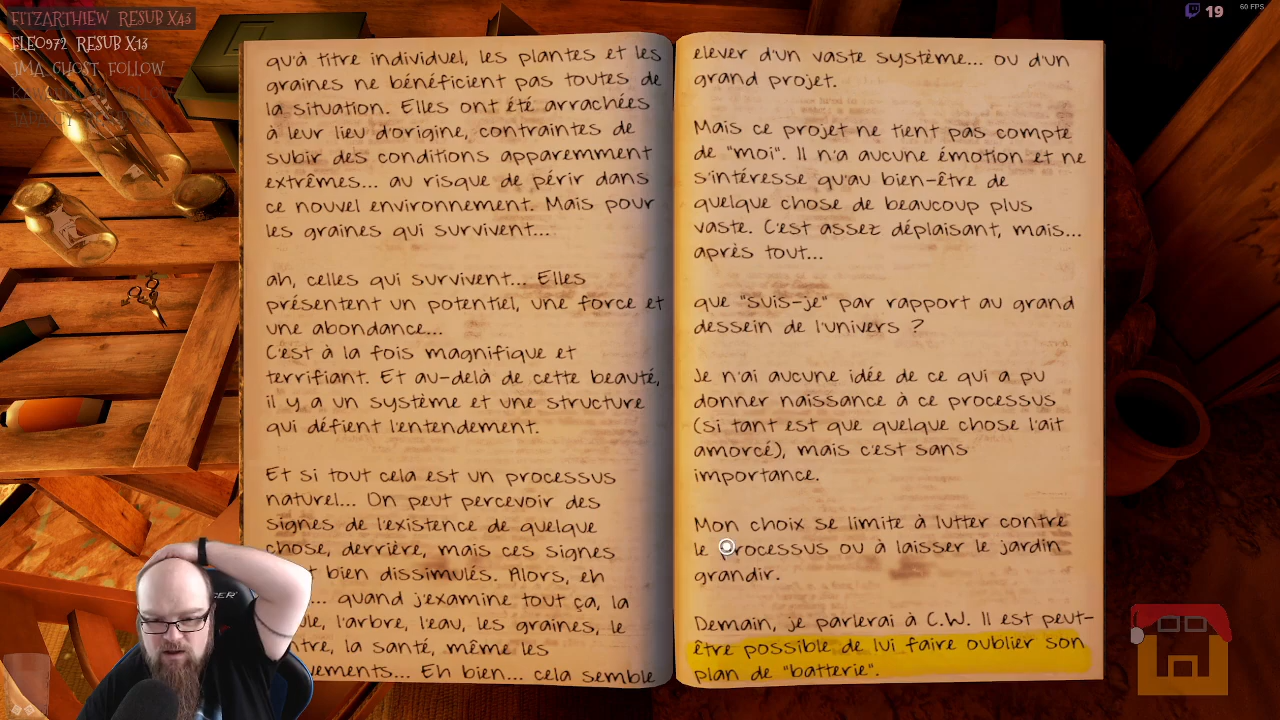 FITZARTHIEW RESUB X43
ELEO972 RESUB X13
JMA_GHOST_ FOLLOW
19
60 FPS
qu'à titre individuel, les plantes et les
graines ne bénéficient pas toutes de
la situation. Elles ont été arrachées
à leur lieu d'origine, contraintes de
subir des conditions apparemment
extrêmes... au risque de périr dans
ce nouvel environnement. Mais pour
les graines qui survivent...
ah, celles qui survivent... Elles
présentent un potentiel, une force et
une abondance...
C'est à la fois magnifique et
terrifiant. Et au-delà de cette beauté,
il y a un système et une structure
qui défient l'entendement.
Et si tout cela est un processus
naturel... On peut percevoir des
signes de l'existence de quelque
chose, derrière, mais ces signes
bien dissimulés. Alors, eh
... quand j'examine tout ça, la
l'arbre, l'eau, les graines, le
la santé, même les
Eh bien... cela semble
elever d'un vaste système... ou d'un
grand projet.
Mais ce projet ne tient pas compte
de "moi". Il n'a aucune émotion et ne
s'intéresse qu'au bien-être de
quelque chose de beaucoup plus
vaste. C'est assez déplaisant, mais...
après tout...
que "suis-je" par rapport au grand
dessein de l'univers ?
Je n'ai aucune idée de ce qui a pu
donner naissance à ce processus
(si tant est que quelque chose l'ait
amorcé), mais c'est sans
importance.
Mon choix se limite à lutter contre
le processus ou à laisser le jardin
grandir.
Demain, je parlerai à C.W. Il est peut-
être possible de lui faire oublier son
plan de "batterie".